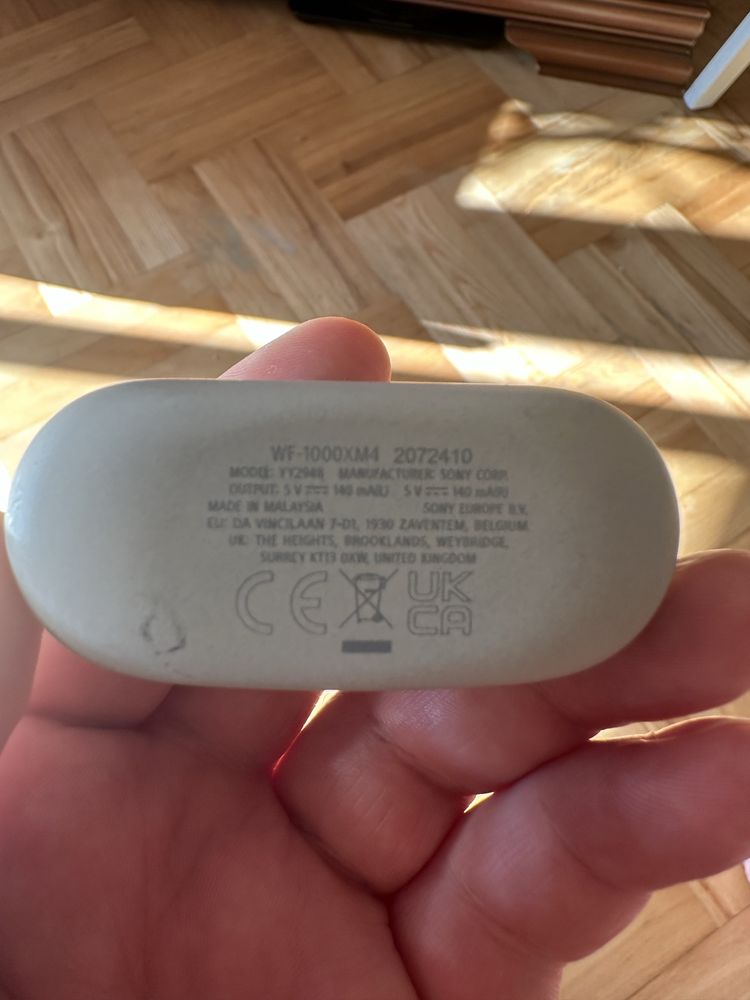 WF-1000XM4 2072410
MODEL: YY2948 MANUFACTURER: SONY CORP.
OUTPUT: 5 V 140 mA(L) 5 V 140 mA(R)
MADE IN MALAYSIA SONY EUROPE B.V.
EU: DA VINCILAAN 7-D1, 1930 ZAVENTEM, BELGIUM
UK: THE HEIGHTS, BROOKLANDS, WEYBRIDGE,
SURREY KT13 0XW, UNITED KINGDOM
CE UK
CA